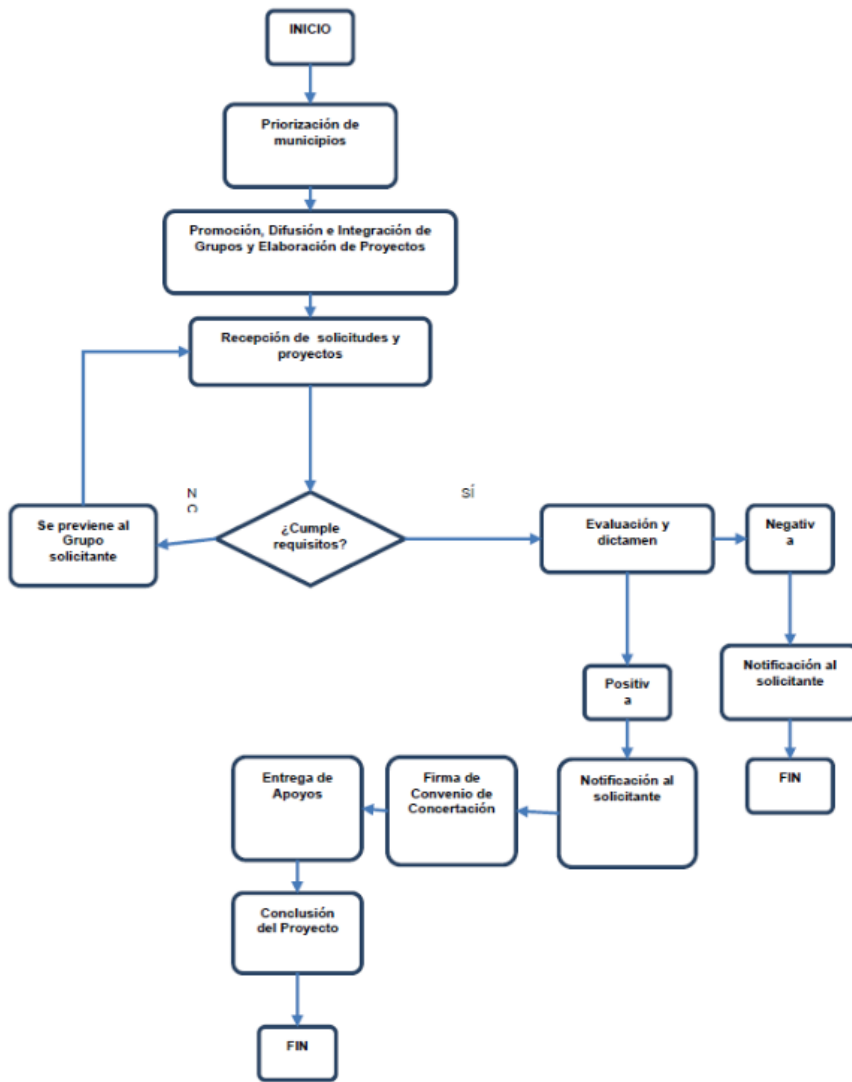 INICIO
Priorización de
municipios
Promoción, Difusión e Integración de
Grupos y Elaboración de Proyectos
Recepción de solicitudes y
proyectos
N
O
SÍ
Se previene al
Grupo
solicitante
¿Cumple
requisitos?
Evaluación y
dictamen
Negativ
a
Positiv
a
Notificación al
solicitante
FIN
Entrega de
Apoyos
Firma de
Convenio de
Concertación
Notificación al
solicitante
Conclusión
del Proyecto
FIN